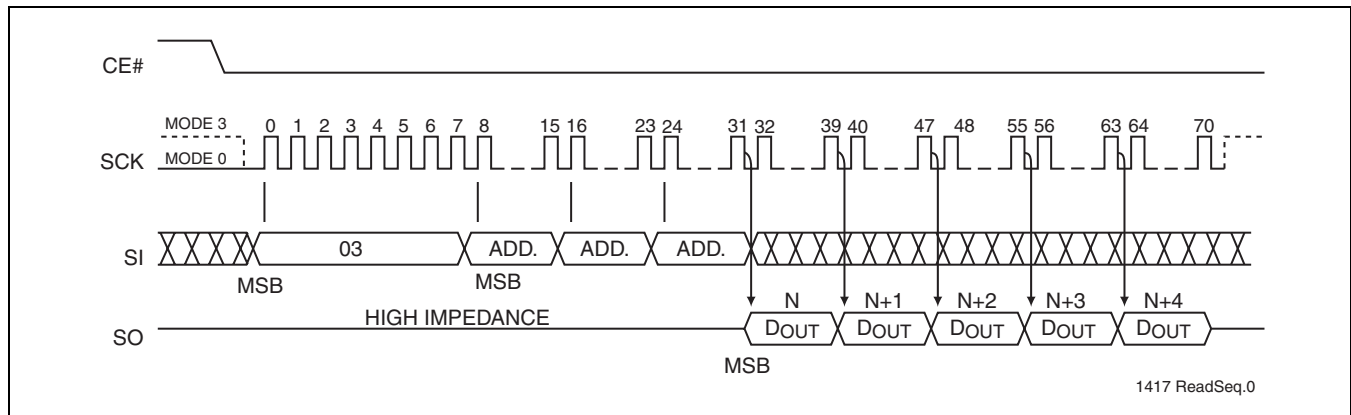 CE#
MODE 3
0 1 2 3 4 5 6 7 8 15 16 23 24 31 32 39 40 47 48 55 56 63 64 70
SCK
MODE 0
SI
03 ADD. ADD. ADD.
MSB MSB
N N+1 N+2 N+3 N+4
HIGH IMPEDANCE
SO
DOUT DOUT DOUT DOUT DOUT
MSB
1417 ReadSeq.0